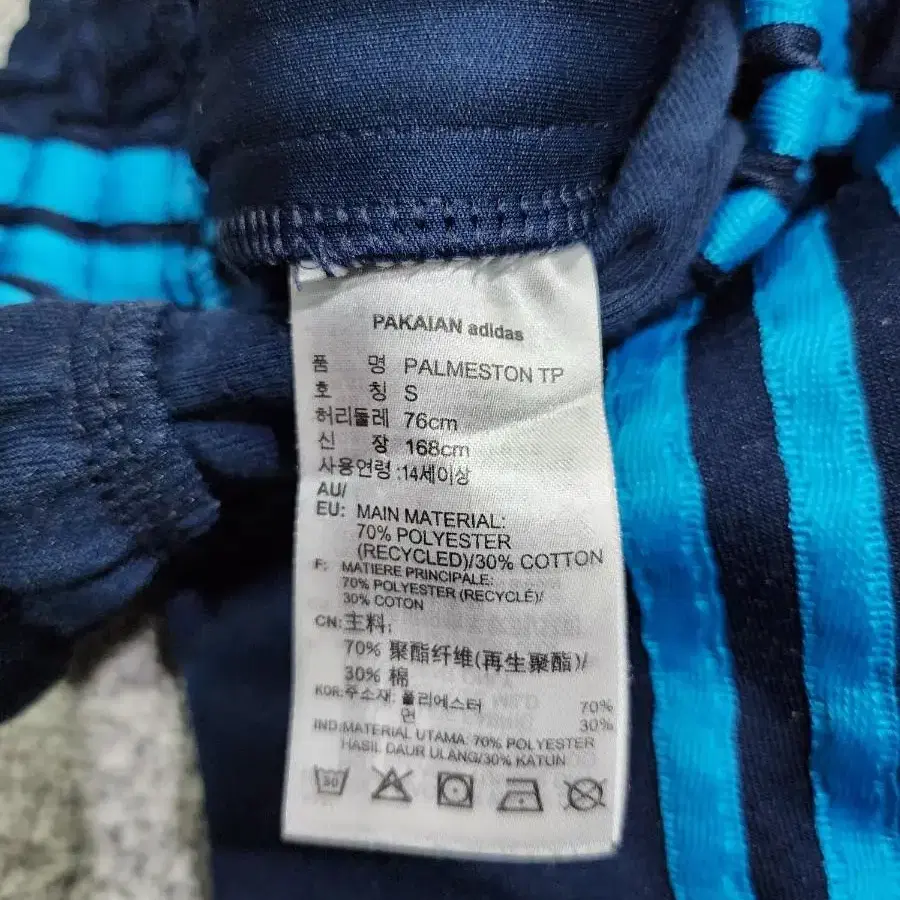 PAKAIAN adidas
품 명 PALMESTON TP
호 칭 S
허리둘레 76cm
신 장 168cm
사용연령 :14세이상
AU/
EU: MAIN MATERIAL:
70% POLYESTER
(RECYCLED)/30% COTTON
F: MATIERE PRINCIPALE:
70% POLYESTER (RECYCLÉ)/
30% COTON
CN:主料:
70% 聚酯纤维(再生聚酯)/
30% 棉
KOR:주소재: 폴리에스터 70%
면 30%
IND:MATERIAL UTAMA: 70% POLYESTER
HASIL DAUR ULANG/30% KATUN
30